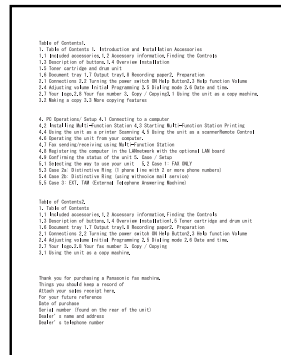 Table of Contents1.
1. Table of Contents 1. Introduction and Installation Accessories
1.1 Included accessories,1.2 Accessory information,Finding the Controls
1.3 Description of buttons,1.4 Overview Installation
1.5 Toner cartridge and drum unit
1.6 Document tray 1.7 Output tray1.8 Recording paper2. Preparation
2.1 Connections 2.2 Turning the power switch ON Help Button2.3 Help function Volume
2.4 Adjusting volume Initial Programming 2.5 Dialing mode 2.6 Date and time,
2.7 Your logo,2.8 Your fax number 3. Copy / Copying3.1 Using the unit as a copy machine,
3.2 Making a copy 3.3 More copying features
4. PC Operations/ Setup 4.1 Connecting to a computer
4.2 Installing Multi-Function Station 4.3 Starting Multi-Function Station Printing
4.4 Using the unit as a printer Scanning 4.5 Using the unit as a scannerRemote Control
4.6 Operating the unit from your computer.
4.7 Fax sending/receiving using Multi-Function Station
4.8 Registering the computer in the LANnetwork with the optional LAN board
4.9 Confirming the status of the unit 5. Case / Setup
5.1 Selecting the way to use your unit 5.2 Case 1: FAX ONLY
5.3 Case 2a: Distinctive Ring (1 phone line with 2 or more phone numbers)
5.4 Case 2b: Distinctive Ring (using withvoice mail service)
5.5 Case 3: EXT. TAM (External Telephone Answering Machine)
Table of Contents2.
1. Table of Contents
1.1 Included accessories,1.2 Accessory information,Finding the Controls
1.3 Description of buttons,1.4 Overview Installation1.5 Toner cartridge and drum unit
1.6 Document tray 1.7 Output tray1.8 Recording paper2. Preparation
2.1 Connections 2.2 Turning the power switch ON Help Button2.3 Help function Volume
2.4 Adjusting volume Initial Programming 2.5 Dialing mode 2.6 Date and time,
2.7 Your logo,2.8 Your fax number 3. Copy / Copying
3.1 Using the unit as a copy machine,
Thank you for purchasing a Panasonic fax machine.
Things you should keep a record of
Attach your sales receipt here.
For your future reference
Date of purchase
Serial number (found on the rear of the unit)
Dealer's name and address
Dealer's telephone number